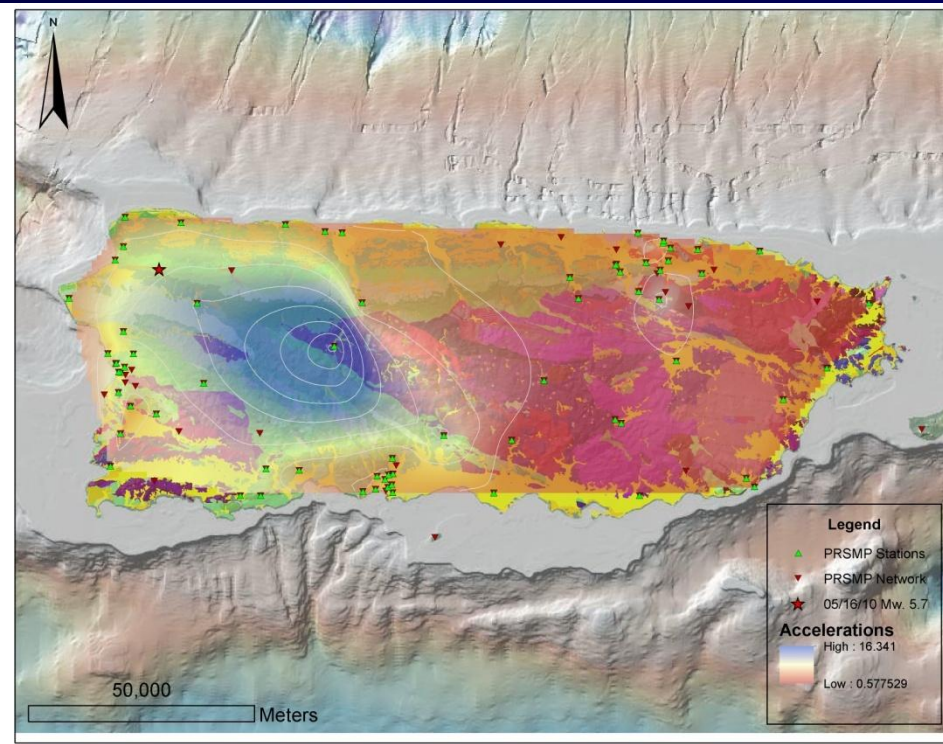 N
Legend
PRSMP Stations
PRSMP Network
05/16/10 Mw. 5.7
Accelerations
High : 16.341
Low : 0.577529
50,000
Meters